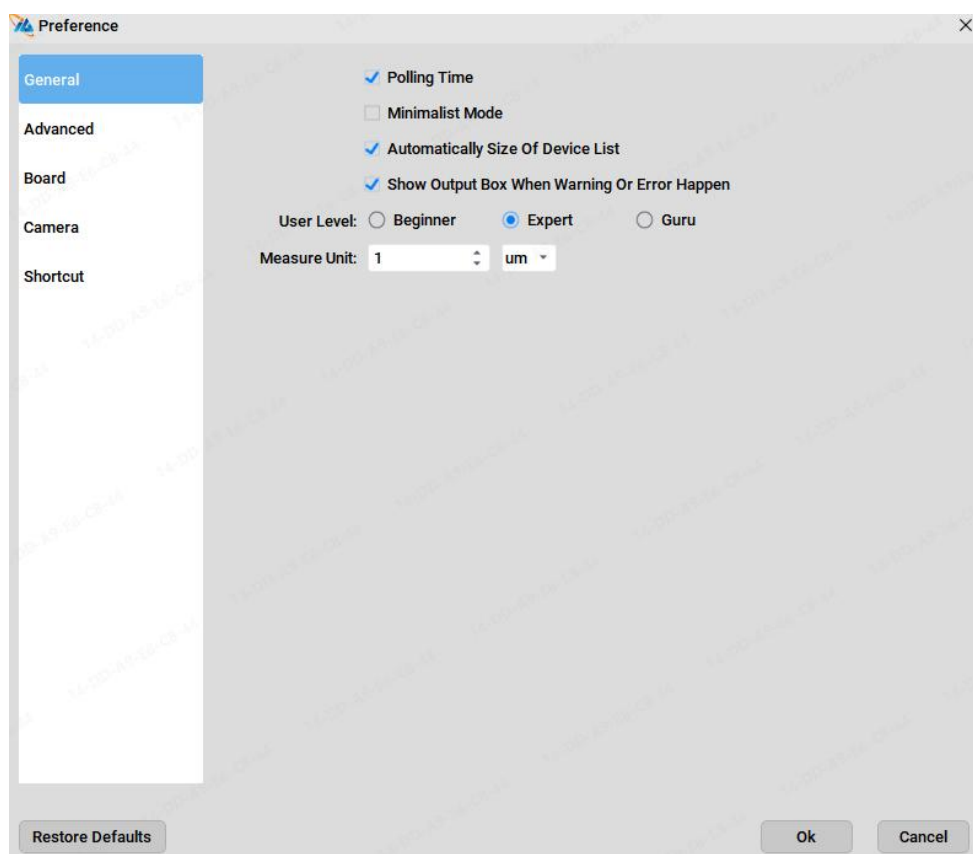 Preference
General
Advanced
Board
Camera
Shortcut
Polling Time
Minimalist Mode
Automatically Size Of Device List
Show Output Box When Warning Or Error Happen
User Level: Beginner Expert Guru
Measure Unit: 1 um
Restore Defaults Ok Cancel